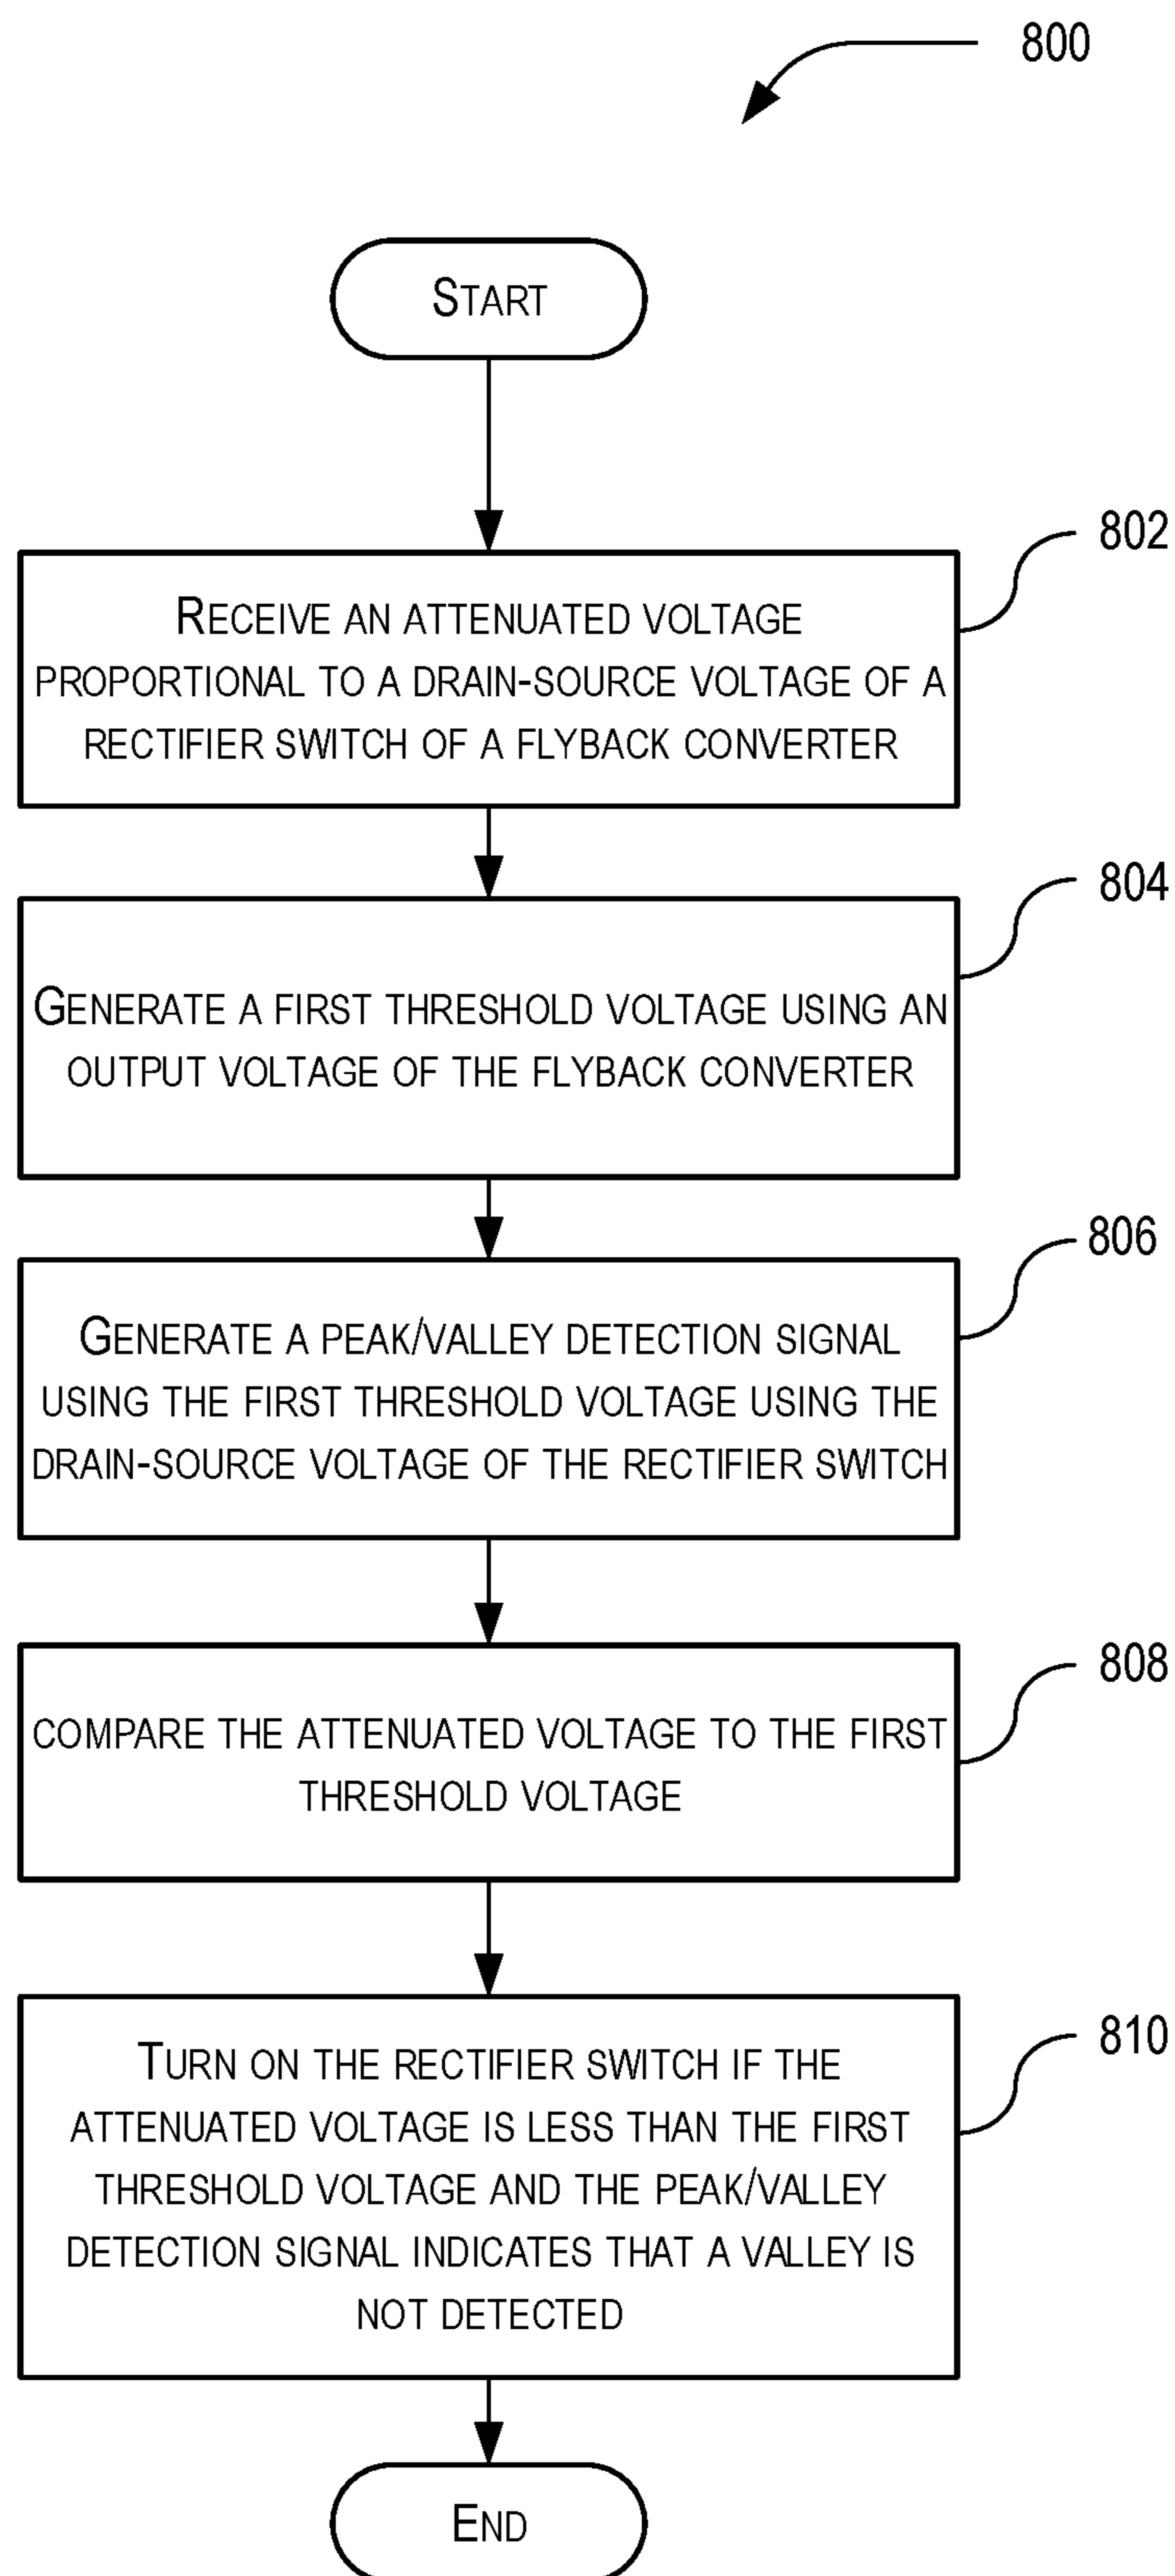 800
START
802
RECEIVE AN ATTENUATED VOLTAGE
PROPORTIONAL TO A DRAIN-SOURCE VOLTAGE OF A
RECTIFIER SWITCH OF A FLYBACK CONVERTER
804
GENERATE A FIRST THRESHOLD VOLTAGE USING AN
OUTPUT VOLTAGE OF THE FLYBACK CONVERTER
806
GENERATE A PEAK/VALLEY DETECTION SIGNAL
USING THE FIRST THRESHOLD VOLTAGE USING THE
DRAIN-SOURCE VOLTAGE OF THE RECTIFIER SWITCH
808
COMPARE THE ATTENUATED VOLTAGE TO THE FIRST
THRESHOLD VOLTAGE
810
TURN ON THE RECTIFIER SWITCH IF THE
ATTENUATED VOLTAGE IS LESS THAN THE FIRST
THRESHOLD VOLTAGE AND THE PEAK/VALLEY
DETECTION SIGNAL INDICATES THAT A VALLEY IS
NOT DETECTED
END